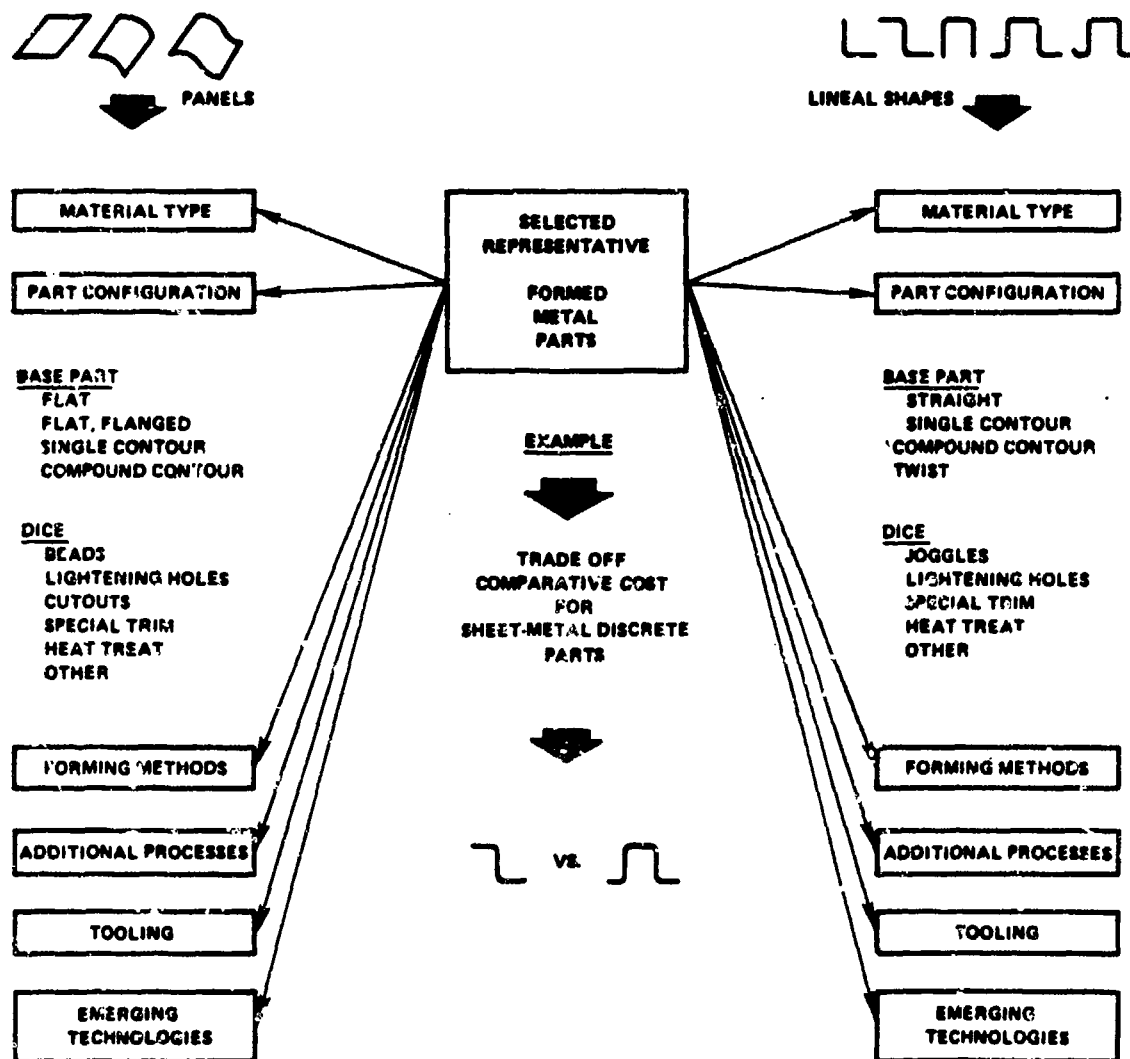 PANELS
MATERIAL TYPE
PART CONFIGURATION
BASE PART
FLAT
FLAT, FLANGED
SINGLE CONTOUR
COMPOUND CONTOUR
DICE
BEADS
LIGHTENING HOLES
CUTOUTS
SPECIAL TRIM
HEAT TREAT
OTHER
FORMING METHODS
ADDITIONAL PROCESSES
TOOLING
EMERGING
TECHNOLOGIES
SELECTED
REPRESENTATIVE
FORMED
METAL
PARTS
EXAMPLE
TRADE OFF
COMPARATIVE COST
FOR
SHEET-METAL DISCRETE
PARTS
VS.
LINEAL SHAPES
MATERIAL TYPE
PART CONFIGURATION
BASE PART
STRAIGHT
SINGLE CONTOUR
COMPOUND CONTOUR
TWIST
DICE
JOGGLES
LIGHTENING HOLES
SPECIAL TRIM
HEAT TREAT
OTHER
FORMING METHODS
ADDITIONAL PROCESSES
TOOLING
EMERGING
TECHNOLOGIES